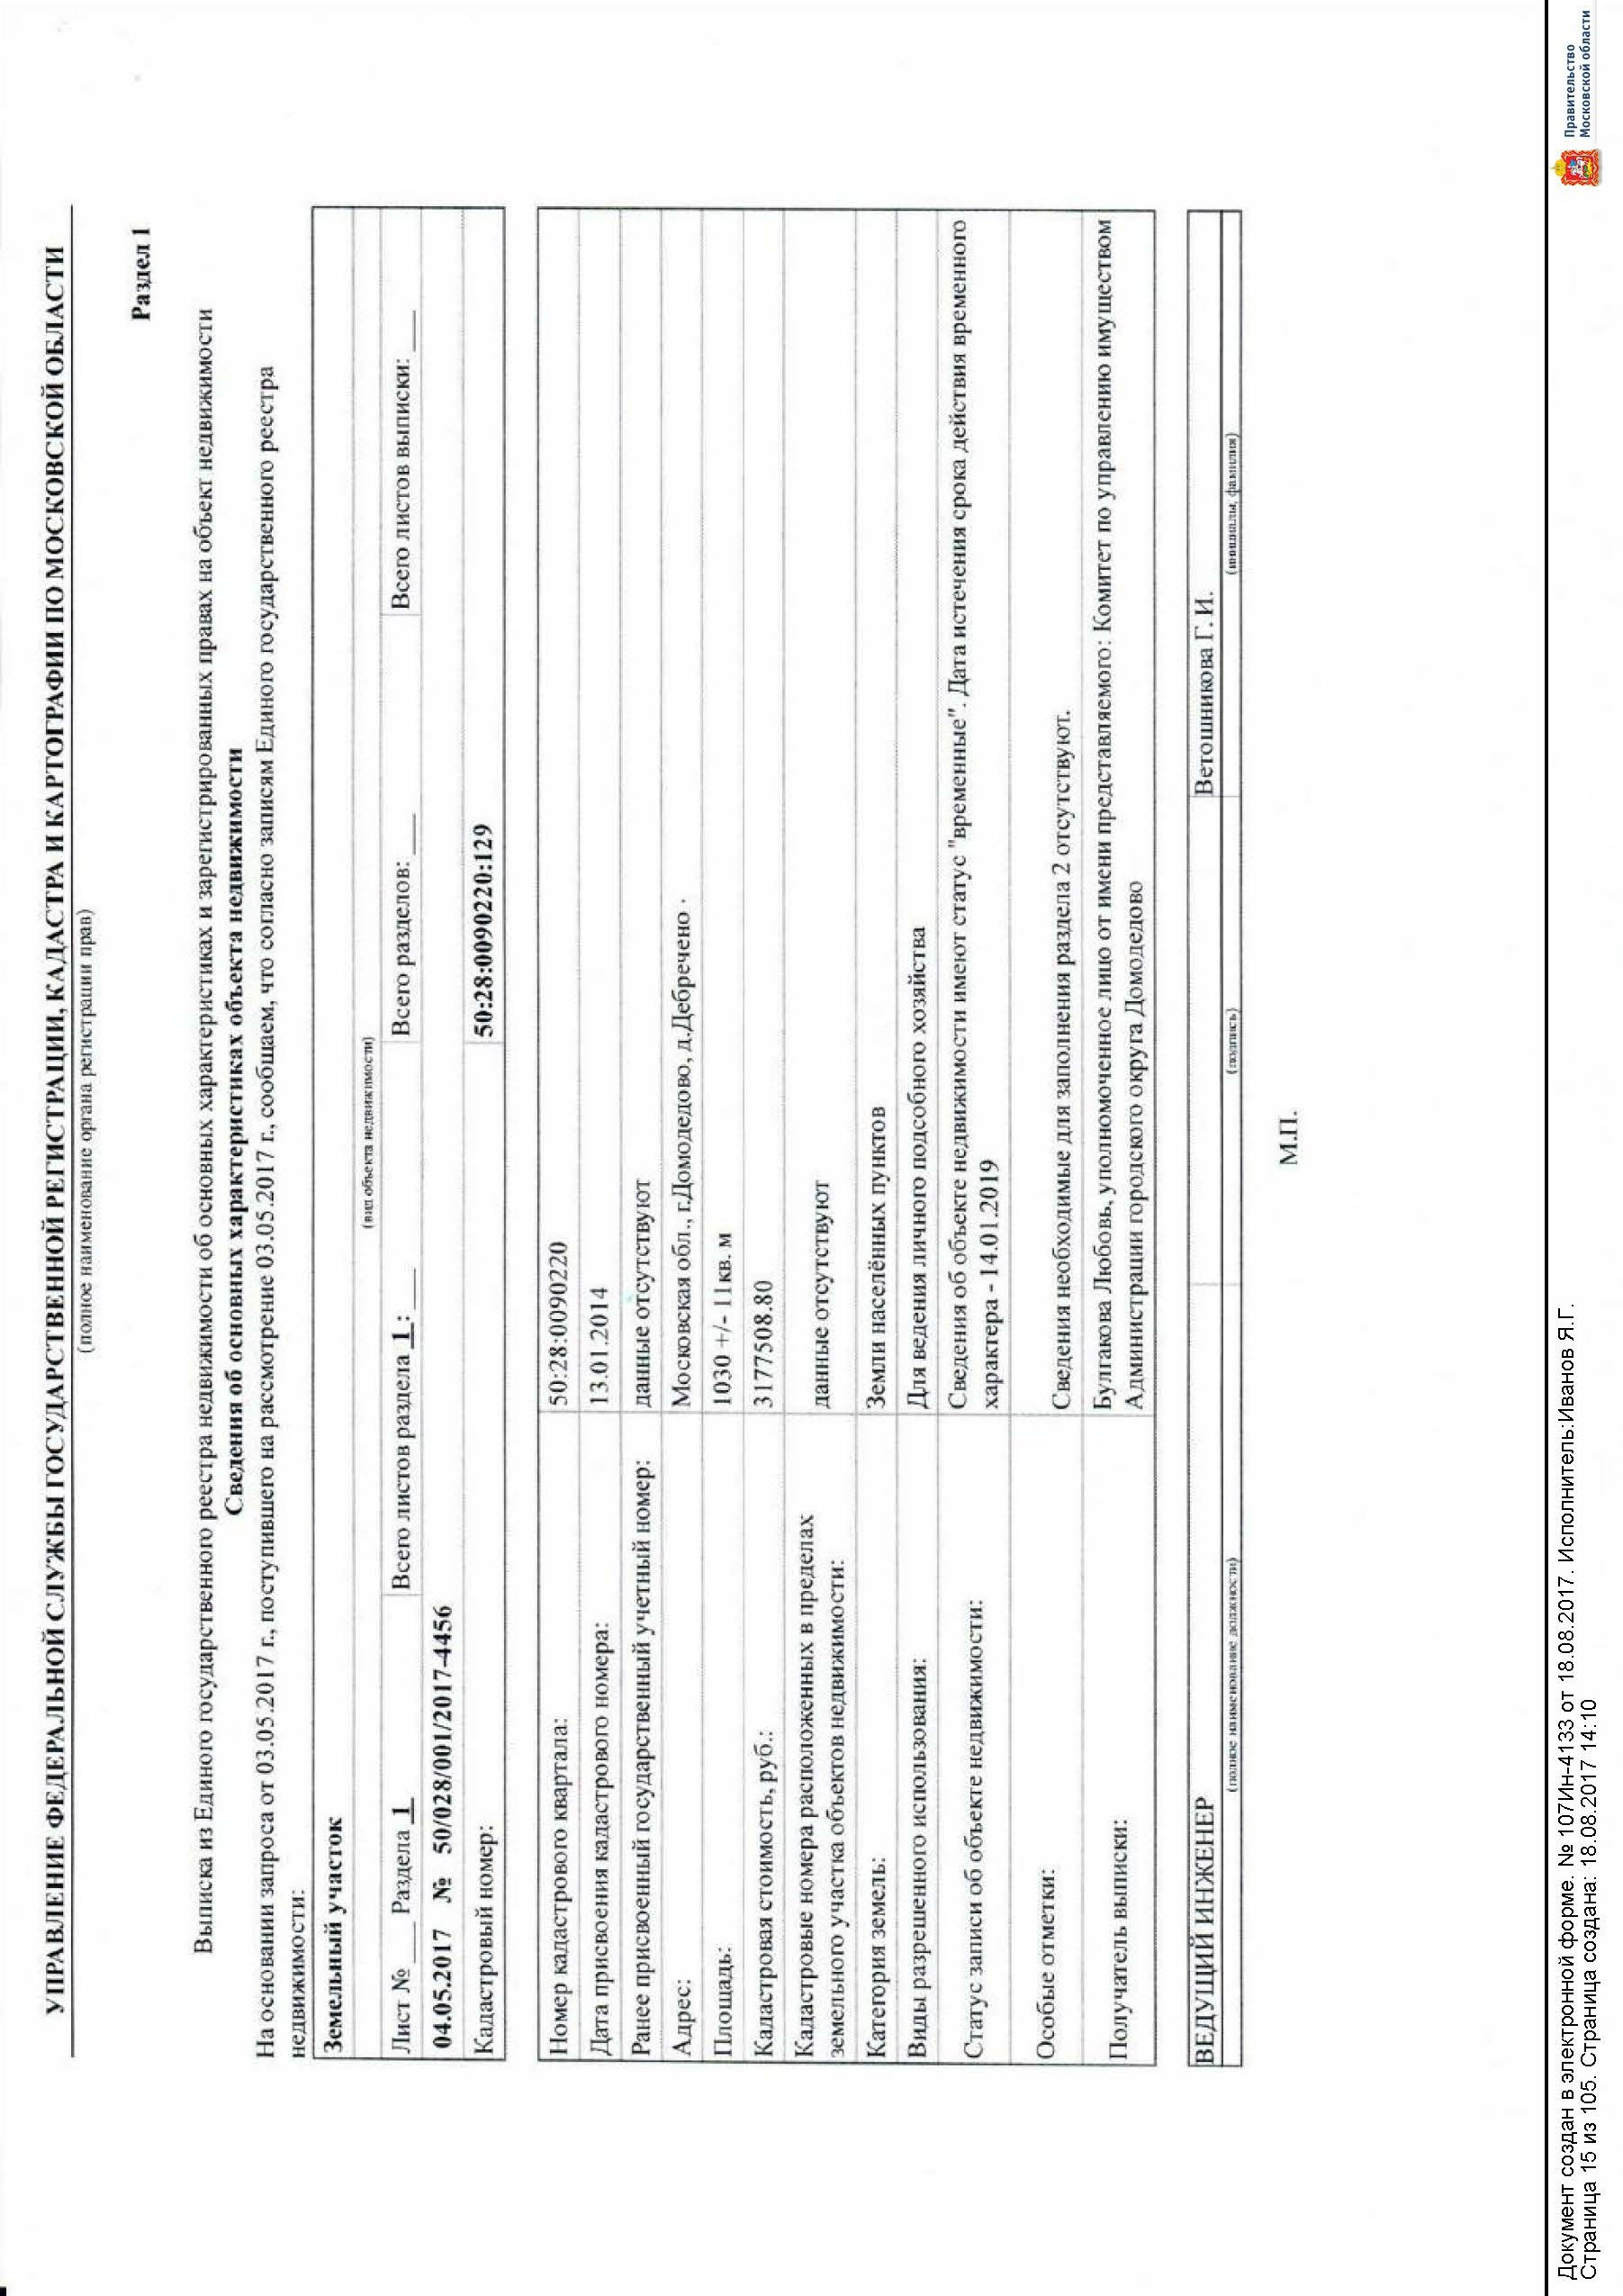 УПРАВЛЕНИЕ ФЕДЕРАЛЬНОЙ СЛУЖБЫ ГОСУДАРСТВЕННОЙ РЕГИСТРАЦИИ, КАДАСТРА И КАРТОГРАФИИ ПО МОСКОВСКОЙ ОБЛАСТИ
(полное наименование органа регистрации прав)
Раздел 1
Выписка из Единого государственного реестра недвижимости об основных характеристиках и зарегистрированных правах на объект недвижимости
Сведения об основных характеристиках объекта недвижимости
На основании запроса от 03.05.2017 г., поступившего на рассмотрение 03.05.2017 г., сообщаем, что согласно записям Единого государственного реестра
недвижимости:
Земельный участок
(вид объекта недвижимости)
Лист № ___ Раздела 1 Всего листов раздела 1: ___ Всего разделов: ___ Всего листов выписки: ___
04.05.2017 № 50/028/001/2017-4456
Кадастровый номер: 50:28:0090220:129
Номер кадастрового квартала: 50:28:0090220
Дата присвоения кадастрового номера: 13.01.2014
Ранее присвоенный государственный учетный номер: данные отсутствуют
Адрес: Московская обл., г.Домодедово, д.Дебречено
Площадь: 1030 +/- 11кв. м
Кадастровая стоимость, руб.: 3177508.80
Кадастровые номера расположенных в пределах
земельного участка объектов недвижимости: данные отсутствуют
Категория земель: Земли населённых пунктов
Виды разрешенного использования: Для ведения личного подсобного хозяйства
Статус записи об объекте недвижимости: Сведения об объекте недвижимости имеют статус "временные". Дата истечения срока действия временного
характера - 14.01.2019
Особые отметки: Сведения необходимые для заполнения раздела 2 отсутствуют.
Получатель выписки: Булгакова Любовь, уполномоченное лицо от имени представляемого: Комитет по управлению имуществом
Администрации городского округа Домодедово
ВЕДУЩИЙ ИНЖЕНЕР Ветошникова Г.И.
(полное наименование должности) (подпись) (инициалы, фамилия)
М.П.
Документ создан в электронной форме. № 107Ин-4133 от 18.08.2017. Исполнитель:Иванов Я.Г.
Страница 15 из 105. Страница создана: 18.08.2017 14:10
Правительство
Московской области